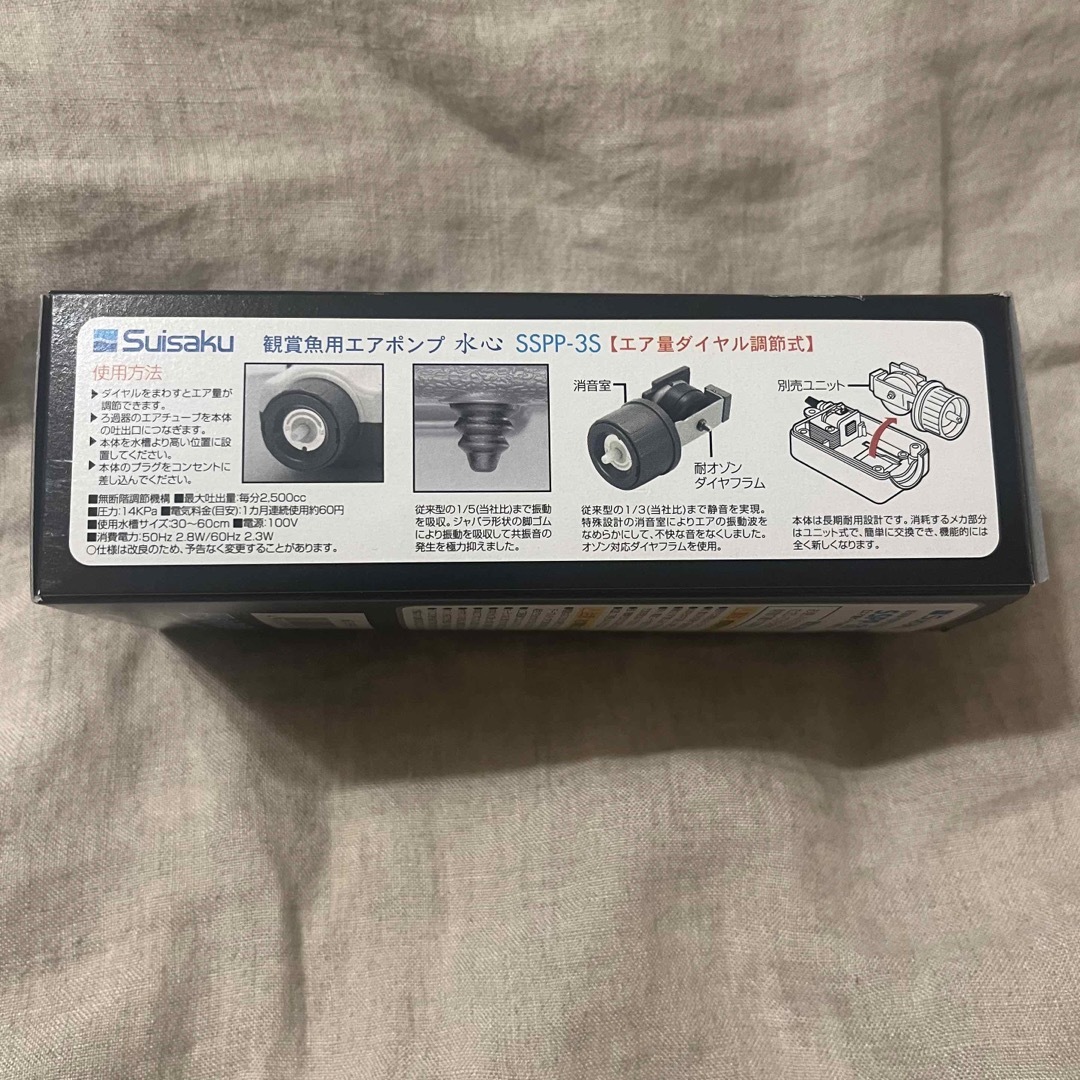 Suisaku 観賞魚用エアポンプ 水心 SSPP-3S【エア量ダイヤル調節式】
使用方法
▶ダイヤルをまわすとエア量が
調節できます。
▶ろ過器のエアチューブを本体
の吐出口につなぎます。
▶本体を水槽より高い位置に設
置してください。
▶本体のプラグをコンセントに
差し込んでください。
■無断階調節機構 ■最大吐出量:毎分2,500cc
■圧力:14KPa ■電気料金(目安):1カ月連続使用約60円
■使用水槽サイズ:30〜60cm ■電源:100V
■消費電力:50Hz 2.8W/60Hz 2.3W
○仕様は改良のため、予告なく変更することがあります。
従来型の1/5(当社比)まで振動
を吸収。ジャバラ形状の脚ゴム
により振動を吸収して共振音の
発生を極力抑えました。
消音室
耐オゾン
ダイヤフラム
従来型の1/3(当社比)まで静音を実現。
特殊設計の消音室によりエアの振動波を
なめらかにして、不快な音をなくしました。
オゾン対応ダイヤフラムを使用。
別売ユニット
本体は長期耐用設計です。消耗するメカ部分
はユニット式で、簡単に交換でき、機能的には
全く新しくなります。